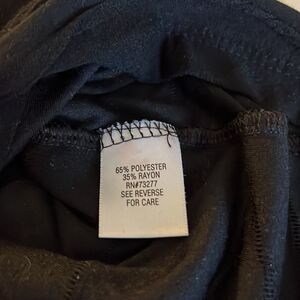 65% POLYESTER
35% RAYON
RN#73277
SEE REVERSE
FOR CARE